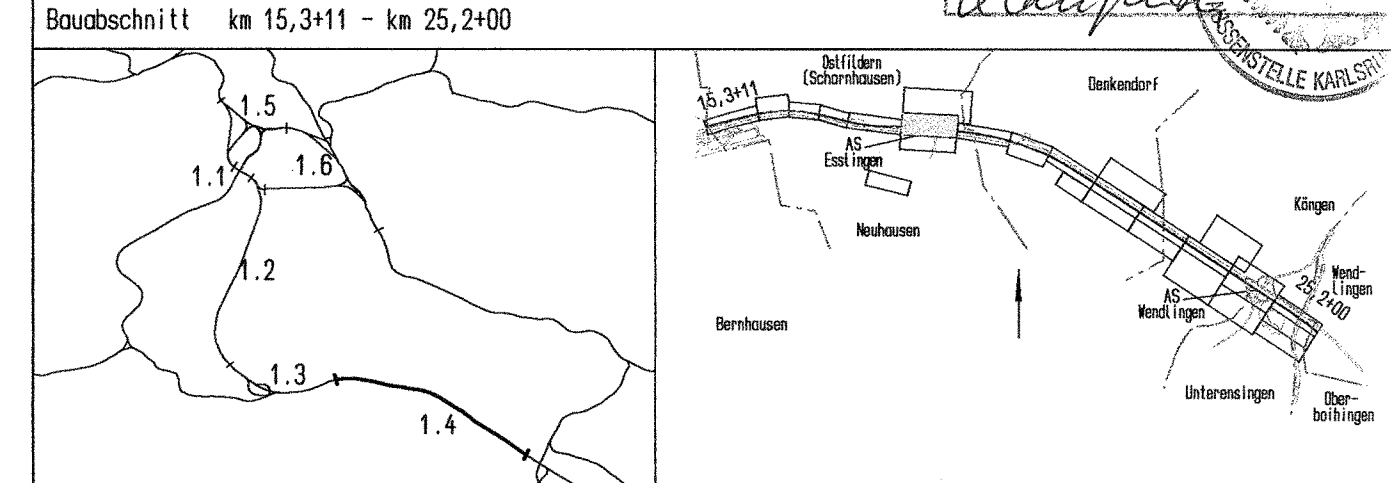 Bauabschnitt km 15,3+11 - km 25,2+00
SSENSTELLE KARLSRU
1.5
1.6
1.1
1.2
1.3
1.4
15,3+11
Ostfildern
(Scharnhausen)
Denkendorf
AS
Esslingen
Neuhausen
Köngen
Wend-
lingen
25,2+00
AS
Wendlingen
Bernhausen
Unterensingen
Ober-
boihingen